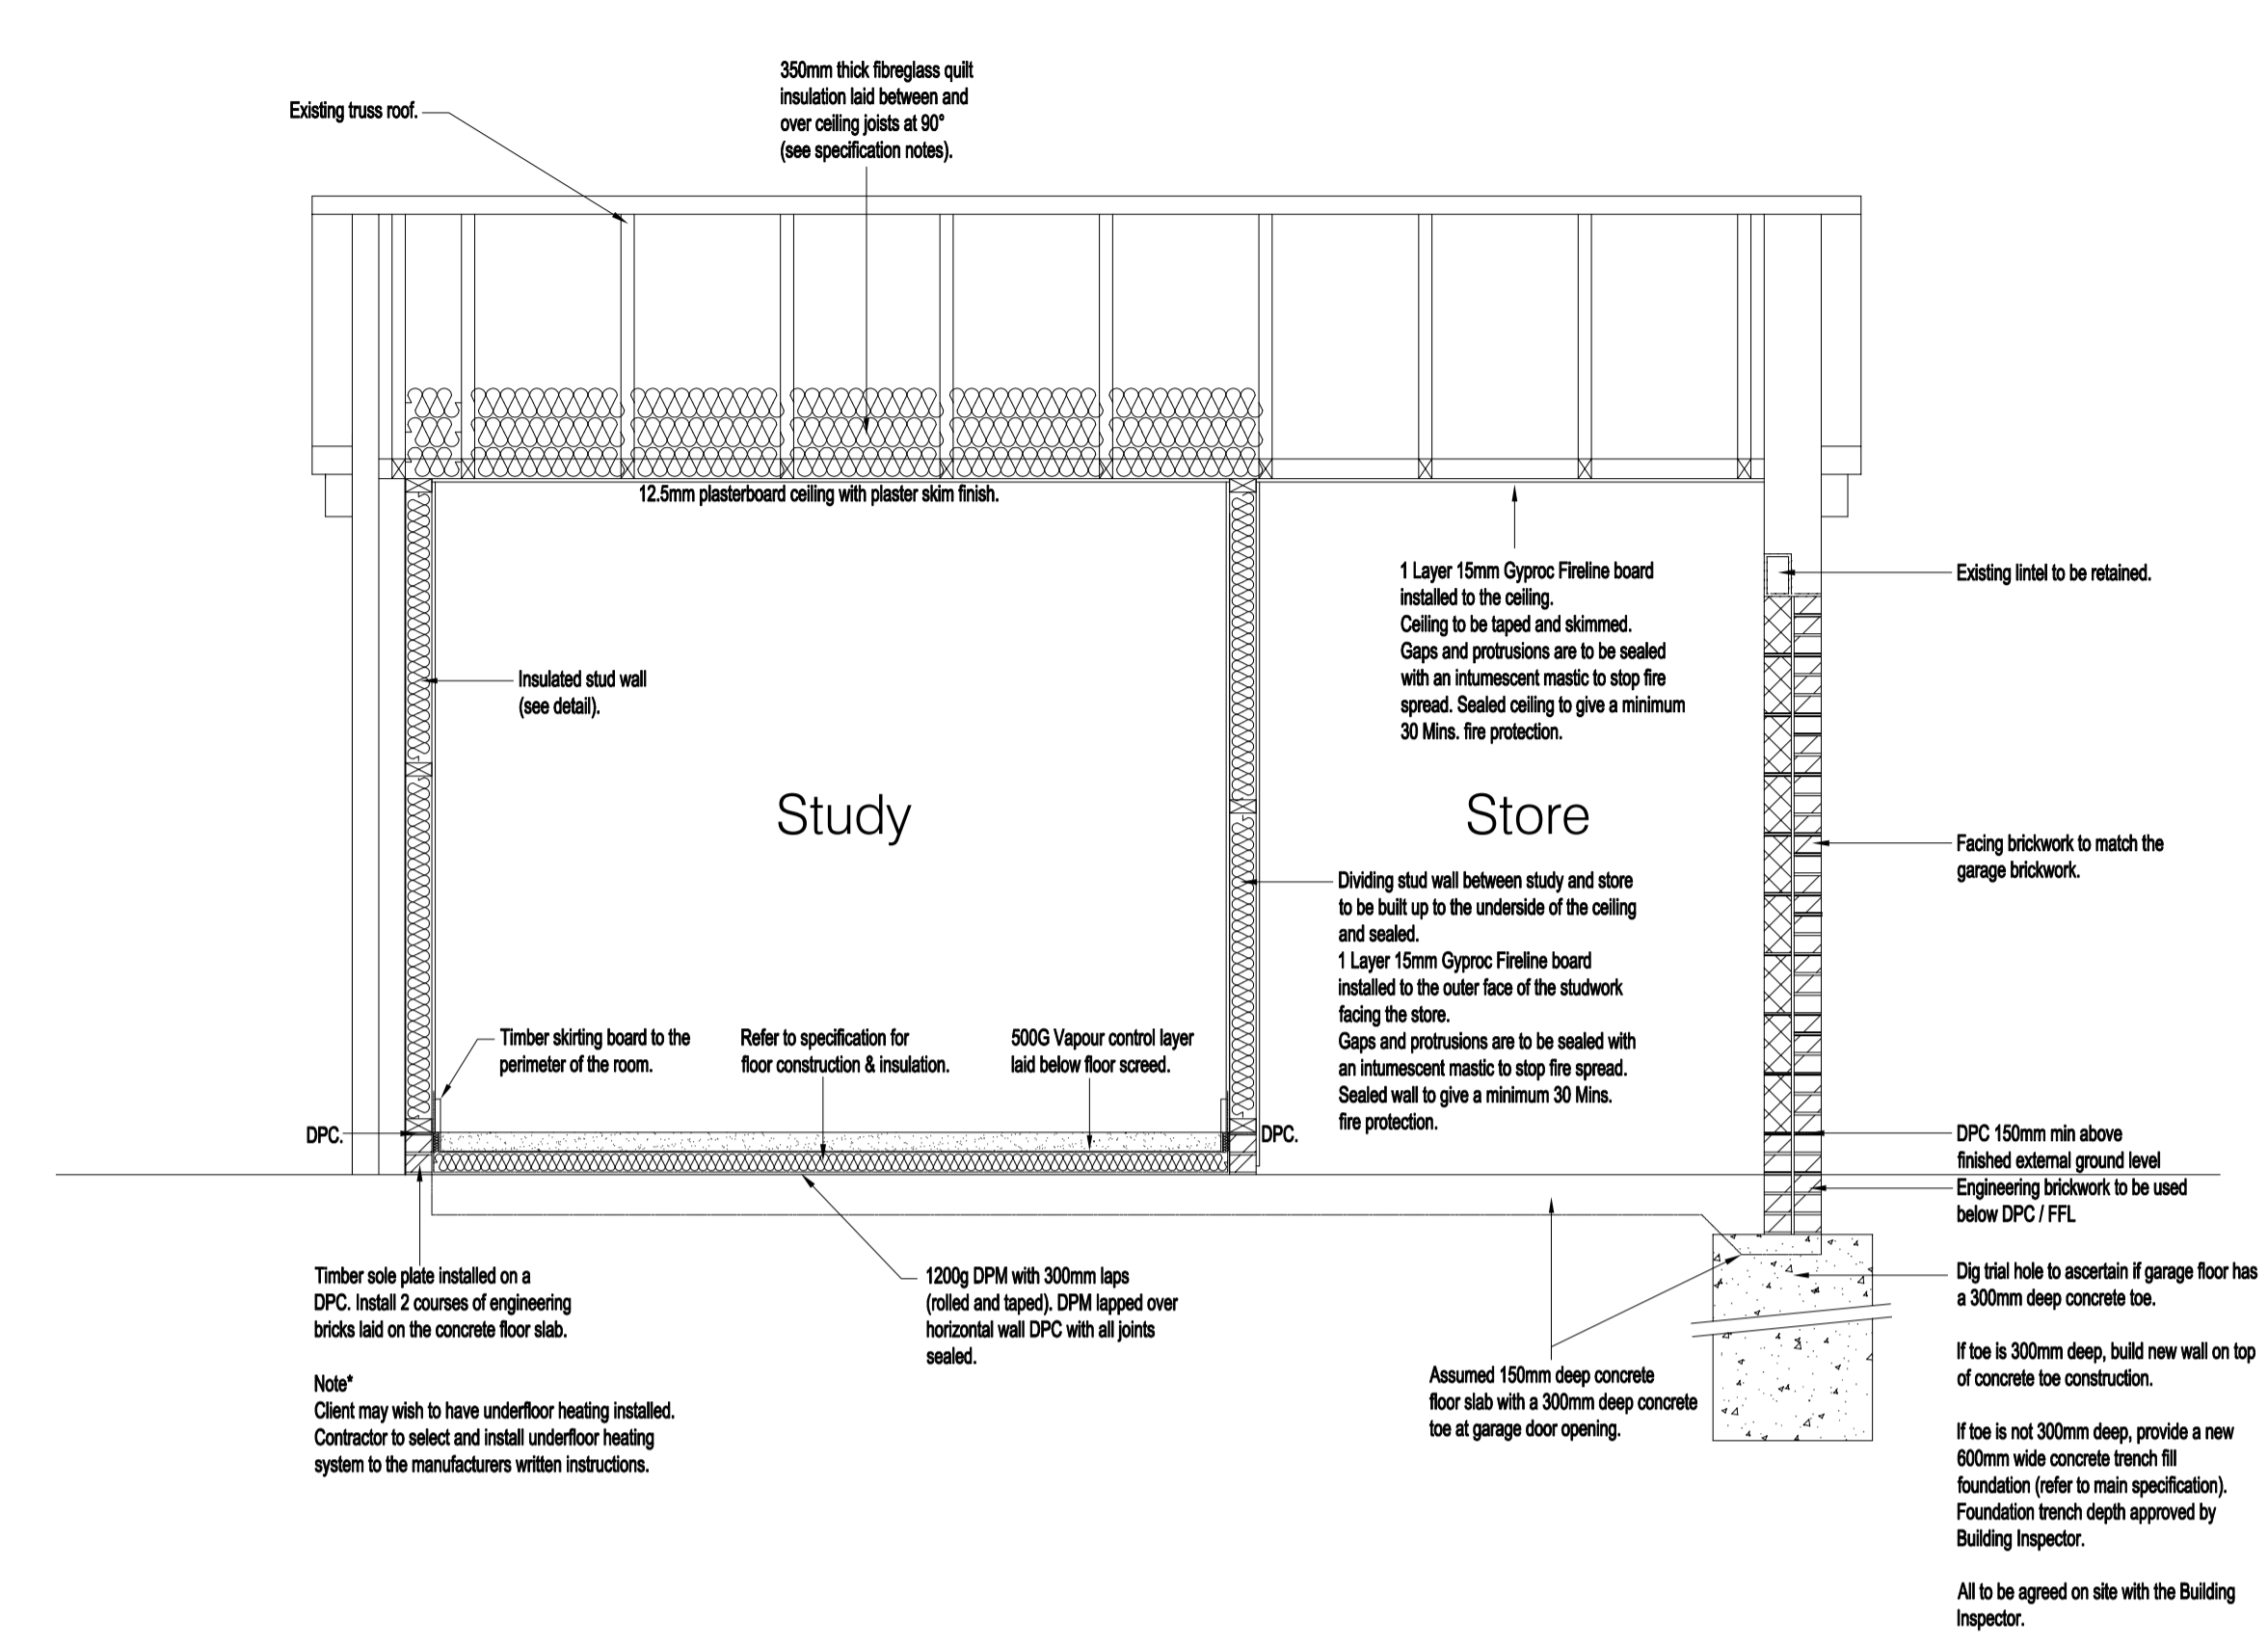 350mm thick fibreglass quilt
insulation laid between and
over ceiling joists at 90°
(see specification notes).
Existing truss roof.
12.5mm plasterboard ceiling with plaster skim finish.
1 Layer 15mm Gyproc Fireline board
installed to the ceiling.
Ceiling to be taped and skimmed.
Gaps and protrusions are to be sealed
with an intumescent mastic to stop fire
spread. Sealed ceiling to give a minimum
30 Mins. fire protection.
Existing lintel to be retained.
Insulated stud wall
(see detail).
Study
Store
Facing brickwork to match the
garage brickwork.
Dividing stud wall between study and store
to be built up to the underside of the ceiling
and sealed.
1 Layer 15mm Gyproc Fireline board
installed to the outer face of the studwork
facing the store.
Gaps and protrusions are to be sealed with
an intumescent mastic to stop fire spread.
Sealed wall to give a minimum 30 Mins.
fire protection.
Timber skirting board to the
perimeter of the room.
Refer to specification for
floor construction & insulation.
500G Vapour control layer
laid below floor screed.
DPC.
DPC.
DPC 150mm min above
finished external ground level
Engineering brickwork to be used
below DPC / FFL
Timber sole plate installed on a
DPC. Install 2 courses of engineering
bricks laid on the concrete floor slab.
Note*
Client may wish to have underfloor heating installed.
Contractor to select and install underfloor heating
system to the manufacturers written instructions.
1200g DPM with 300mm laps
(rolled and taped). DPM lapped over
horizontal wall DPC with all joints
sealed.
Assumed 150mm deep concrete
floor slab with a 300mm deep concrete
toe at garage door opening.
Dig trial hole to ascertain if garage floor has
a 300mm deep concrete toe.
If toe is 300mm deep, build new wall on top
of concrete toe construction.
If toe is not 300mm deep, provide a new
600mm wide concrete trench fill
foundation (refer to main specification).
Foundation trench depth approved by
Building Inspector.
All to be agreed on site with the Building
Inspector.